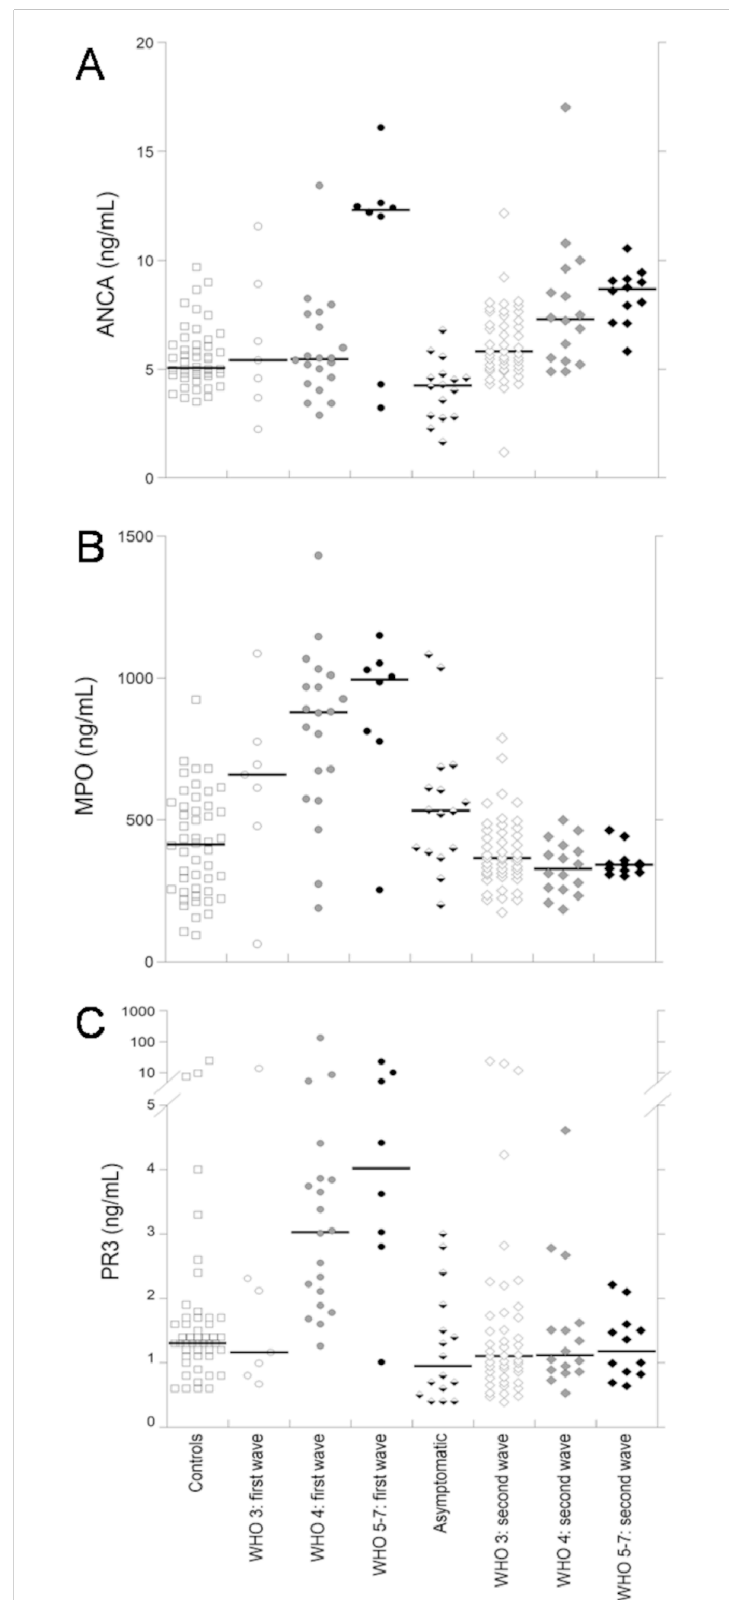 A
20
15
10
5
0
ANCA (ng/mL)
B
1500
1000
500
0
MPO (ng/mL)
C
1000
100
10
5
4
3
2
1
0
PR3 (ng/mL)
Controls
WHO 3: first wave
WHO 4: first wave
WHO 5-7: first wave
Asymptomatic
WHO 3: second wave
WHO 4: second wave
WHO 5-7: second wave